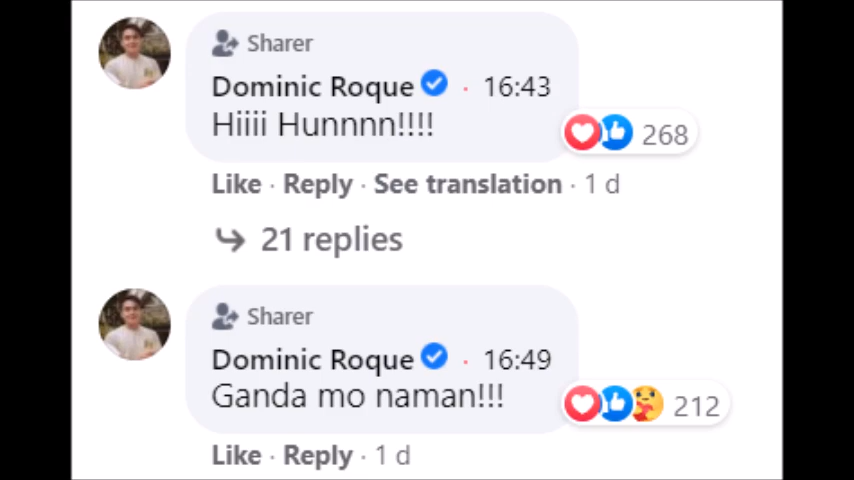 Sharer
Dominic Roque · 16:43
Hiiii Hunnnn!!!!
268
Like · Reply · See translation · 1 d
21 replies
Sharer
Dominic Roque · 16:49
Ganda mo naman!!!
212
Like · Reply · 1 d